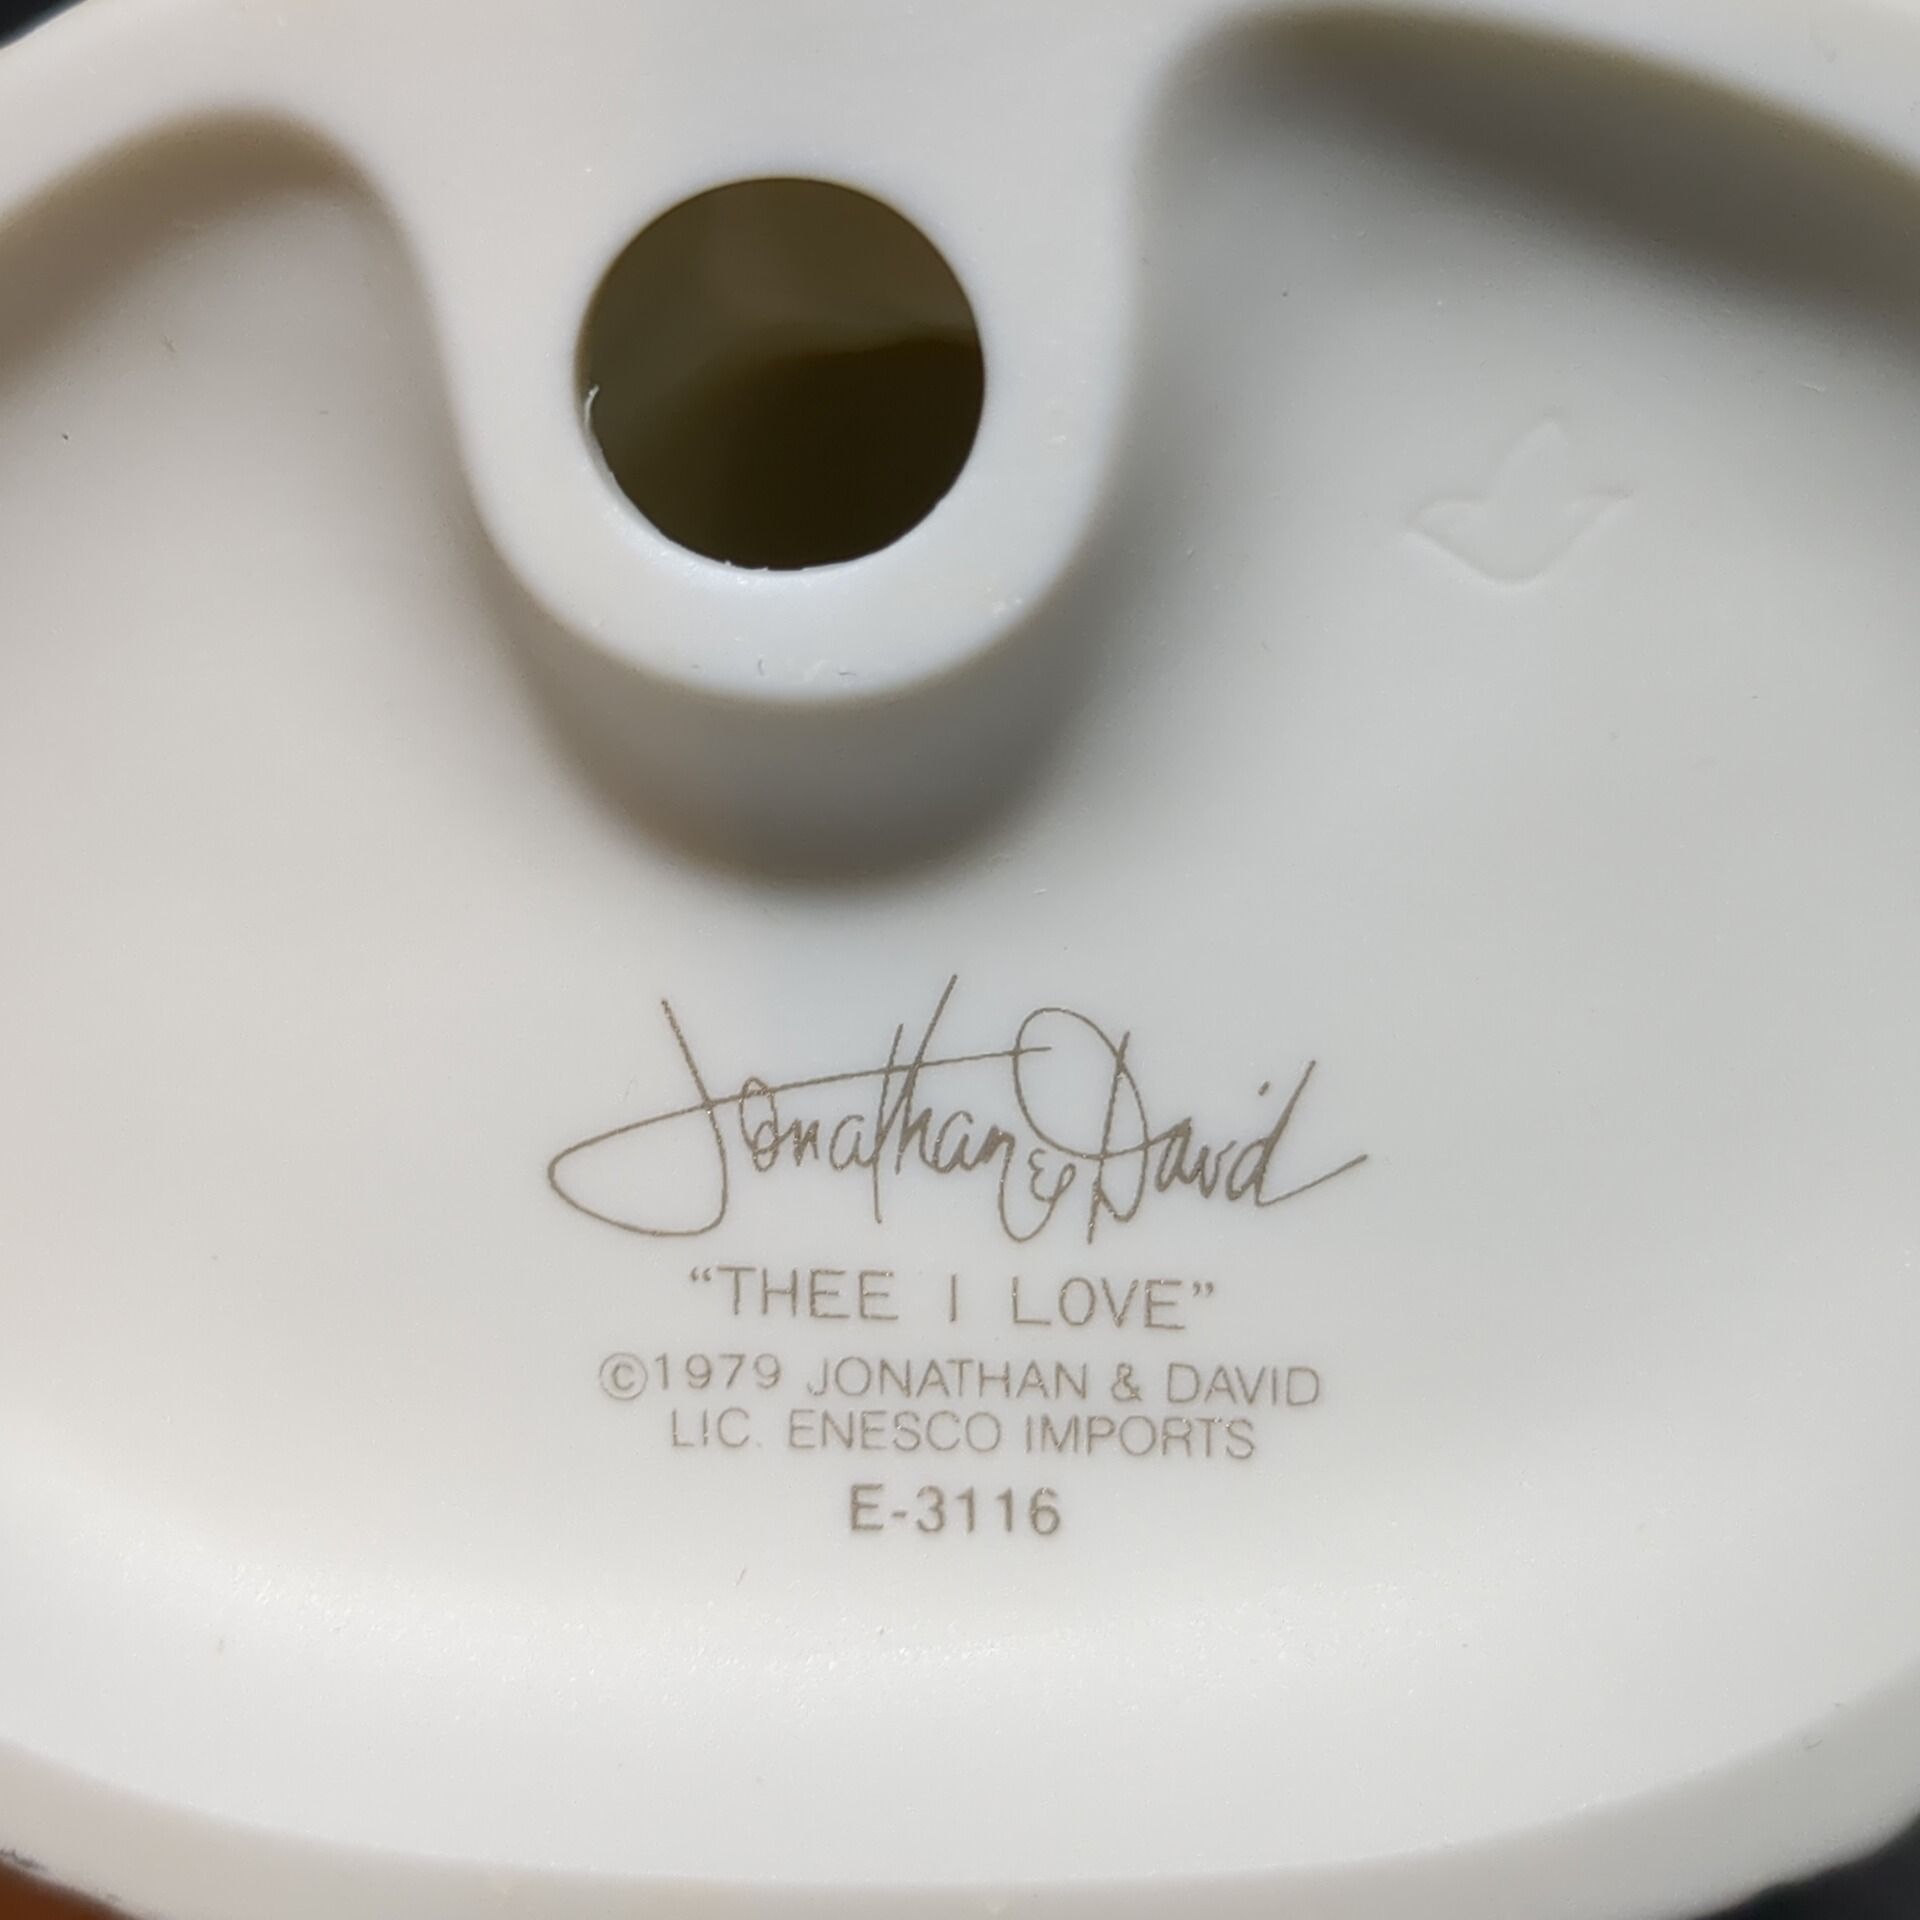 Jonathan & David
“THEE I LOVE”
©1979 JONATHAN & DAVID
LIC. ENESCO IMPORTS
E-3116